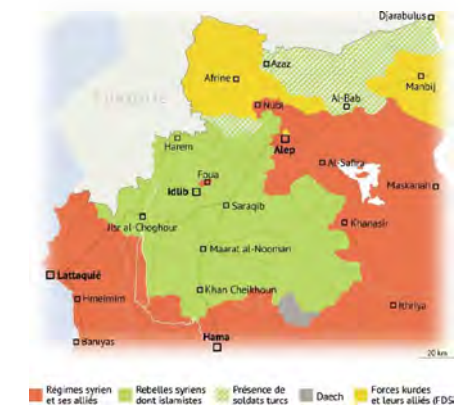 Djarabulus
Azaz
Afrine
Manbij
TURQUIE
Al-Bab
Nubl
Harem
Alep
Al-Safira
Foua
Idlib
Maskanah
Saraqib
Jisr al-Choghour
Khanasir
Maarat al-Nooman
Lattaquié
Khan Cheikhoun
Hmeimim
Ithriya
Hama
Baniyas
20 km
Régimes syrien
et ses alliés
Rebelles syriens
dont islamistes
Présence de
soldats turcs
Daech
Forces kurdes
et leurs alliés (FDS